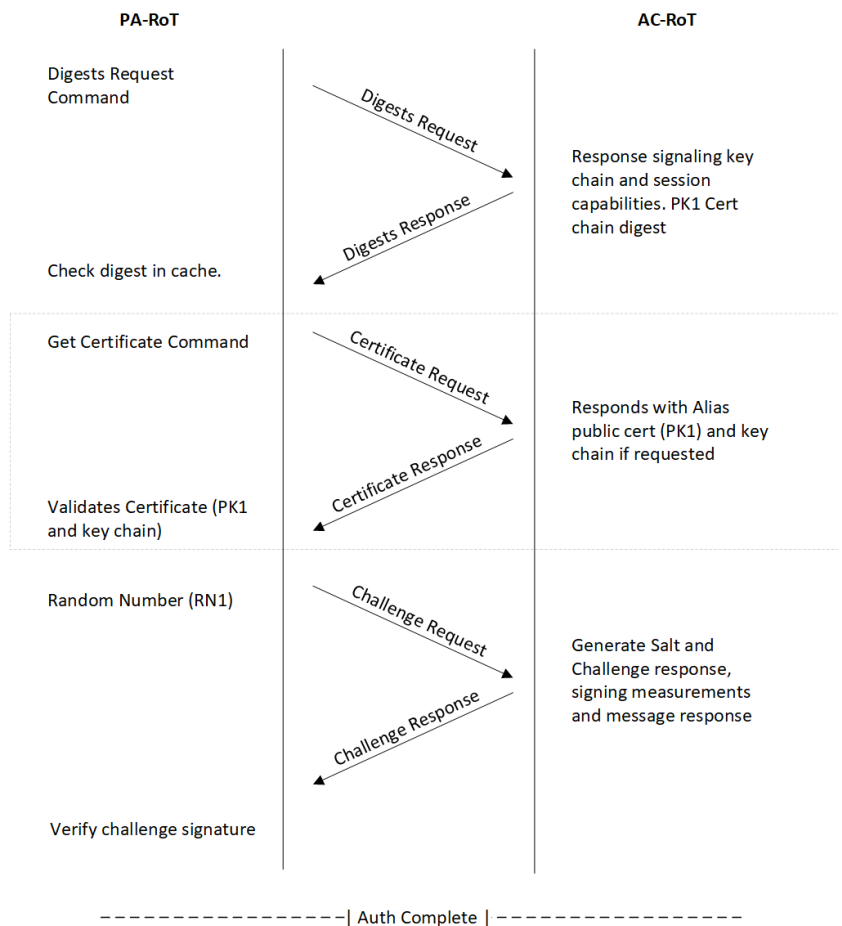 PA-RoT
AC-RoT
Digests Request
Command
Digests Request
Response signaling key
chain and session
capabilities. PK1 Cert
chain digest
Digests Response
Check digest in cache.
Get Certificate Command
Certificate Request
Responds with Alias
public cert (PK1) and key
chain if requested
Certificate Response
Validates Certificate (PK1
and key chain)
Random Number (RN1)
Challenge Request
Generate Salt and
Challenge response,
signing measurements
and message response
Challenge Response
Verify challenge signature
| Auth Complete |